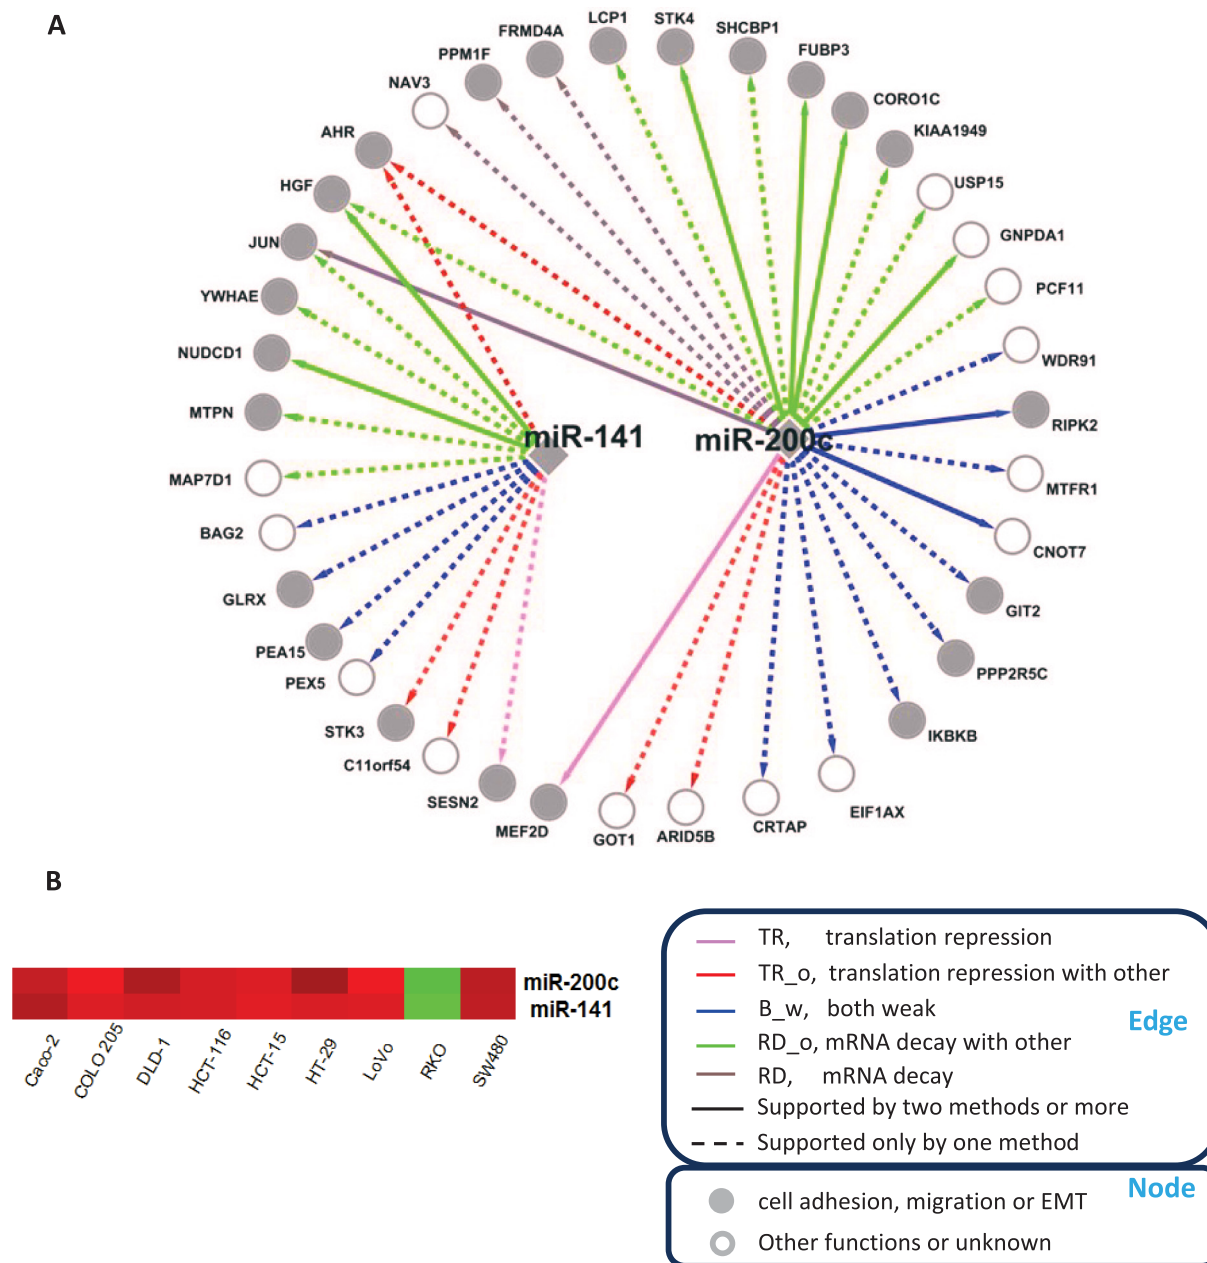 A
LCP1
STK4
SHCBP1
FRMD4A
FUBP3
PPM1F
NAV3
CORO1C
AHR
KIAA1949
HGF
USP15
JUN
GNPDA1
YWHAE
PCF11
NUDCD1
WDR91
MTPN
RIPK2
miR-141
miR-200c
MAP7D1
MTFR1
BAG2
CNOT7
GLRX
GIT2
PEA15
PPP2R5C
PEX5
STK3
IKBKB
C11orf54
SESN2
EIF1AX
MEF2D
GOT1
ARID5B
CRTAP
B
miR-200c
miR-141
Caco-2
COLO 205
DLD-1
HCT-116
HCT-15
HT-29
LoVo
RKO
SW480
TR, translation repression
TR_o, translation repression with other
B_w, both weak
RD_o, mRNA decay with other
RD, mRNA decay
Supported by two methods or more
Supported only by one method
Edge
Node
cell adhesion, migration or EMT
Other functions or unknown